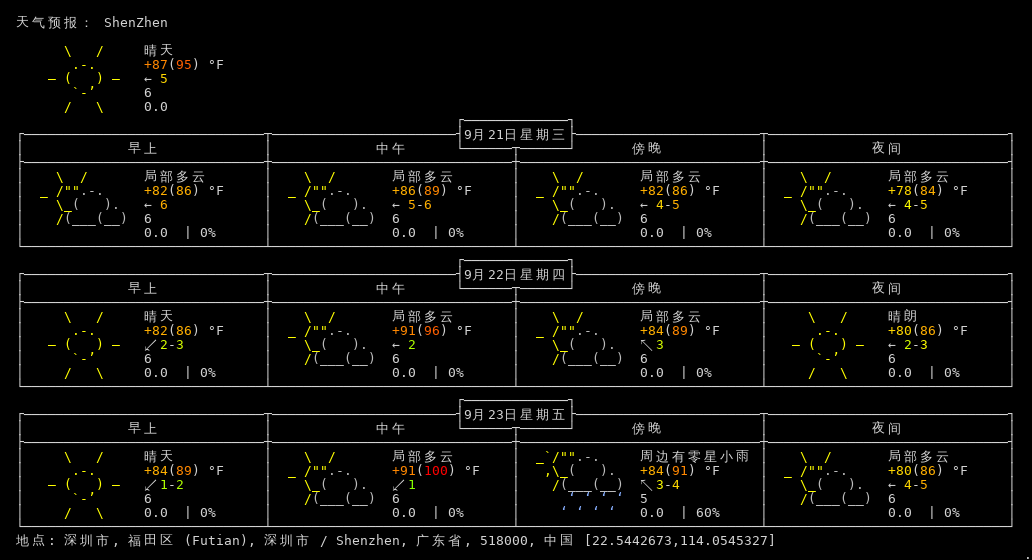 天气预报: ShenZhen
晴天
+87(95) °F
← 5
6
0.0
9月21日星期三
早上 中午 傍晚 夜间
局部多云 局部多云 局部多云 局部多云
+82(86) °F +86(89) °F +82(86) °F +78(84) °F
← 6 ← 5-6 ← 4-5 ← 4-5
6 6 6 6
0.0 | 0% 0.0 | 0% 0.0 | 0% 0.0 | 0%
9月22日星期四
早上 中午 傍晚 夜间
晴天 局部多云 局部多云 晴朗
+82(86) °F +91(96) °F +84(89) °F +80(86) °F
↙ 2-3 ← 2 ↖ 3 ← 2-3
6 6 6 6
0.0 | 0% 0.0 | 0% 0.0 | 0% 0.0 | 0%
9月23日星期五
早上 中午 傍晚 夜间
晴天 局部多云 周边有零星小雨 局部多云
+84(89) °F +91(100) °F +84(91) °F +80(86) °F
↙ 1-2 ↙ 1 ↖ 3-4 ← 4-5
6 6 5 6
0.0 | 0% 0.0 | 0% 0.0 | 60% 0.0 | 0%
地点: 深圳市, 福田区 (Futian), 深圳市 / Shenzhen, 广东省, 518000, 中国 [22.5442673,114.0545327]